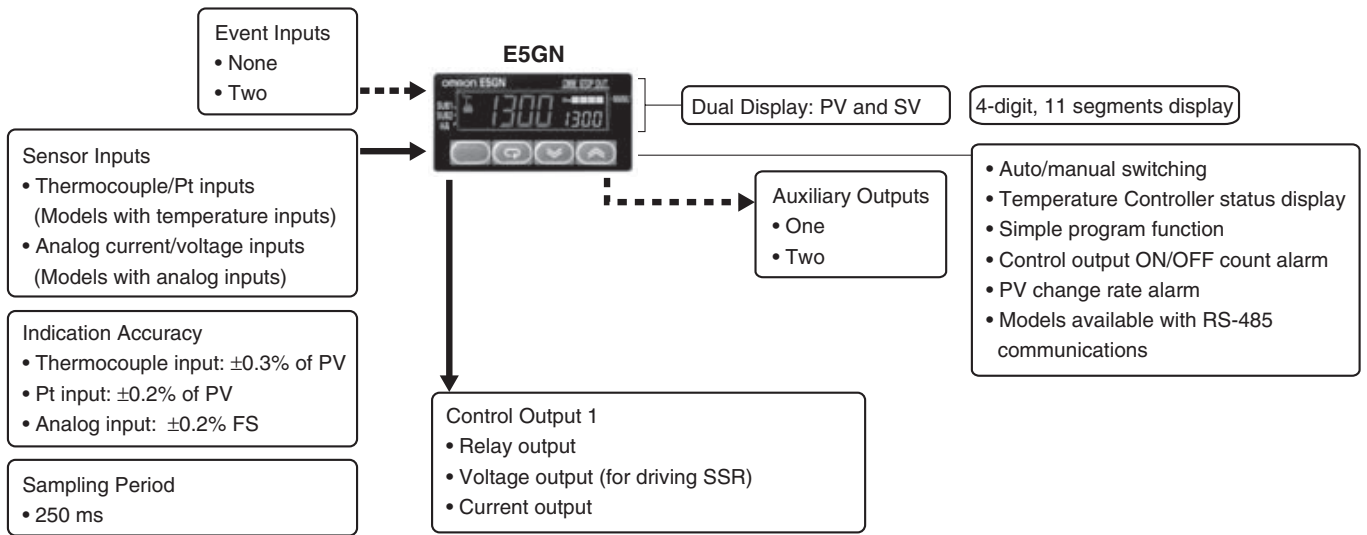 Event Inputs
• None
• Two
E5GN
omron E5GN
CMW STOP OUT
SUB1
SUB2
1300
1300
Dual Display: PV and SV
4-digit, 11 segments display
Sensor Inputs
• Thermocouple/Pt inputs
(Models with temperature inputs)
• Analog current/voltage inputs
(Models with analog inputs)
Auxiliary Outputs
• One
• Two
• Auto/manual switching
• Temperature Controller status display
• Simple program function
• Control output ON/OFF count alarm
• PV change rate alarm
• Models available with RS-485
communications
Indication Accuracy
• Thermocouple input: ±0.3% of PV
• Pt input: ±0.2% of PV
• Analog input: ±0.2% FS
Control Output 1
• Relay output
• Voltage output (for driving SSR)
• Current output
Sampling Period
• 250 ms